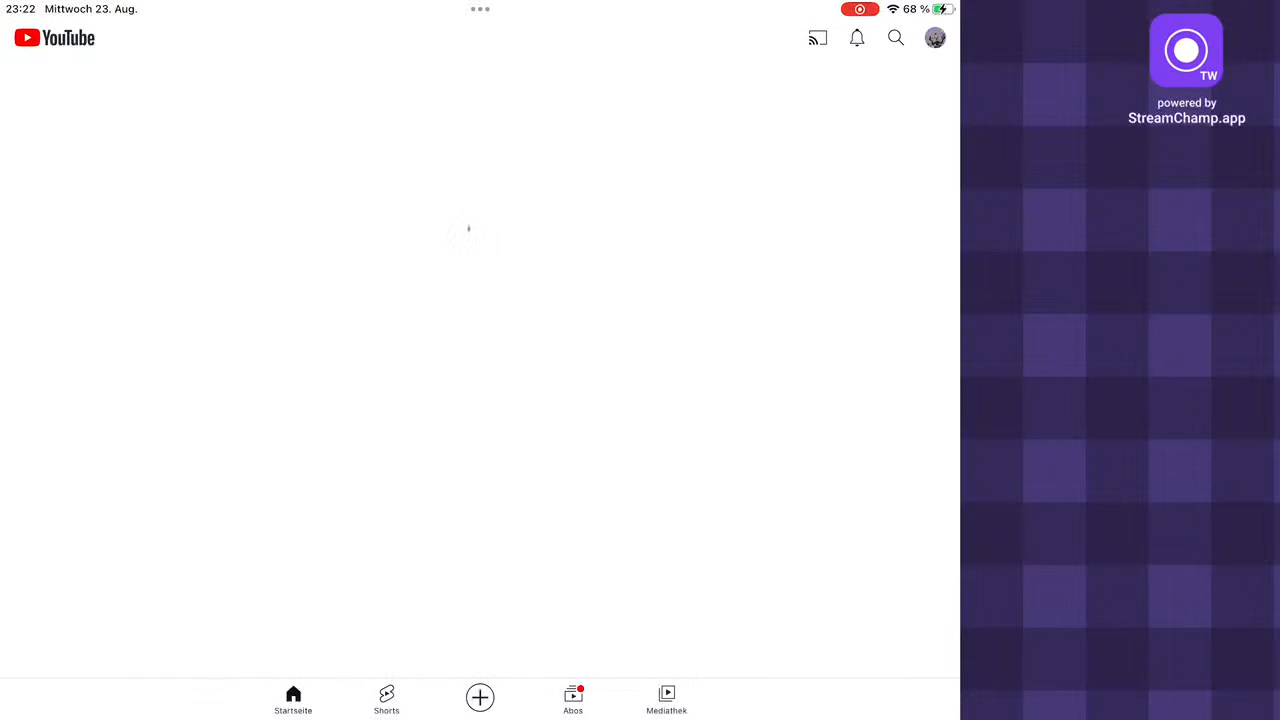 23:22 Mittwoch 23. Aug.
68 %
YouTube
TW
powered by
StreamChamp.app
Startseite
Shorts
Abos
Mediathek